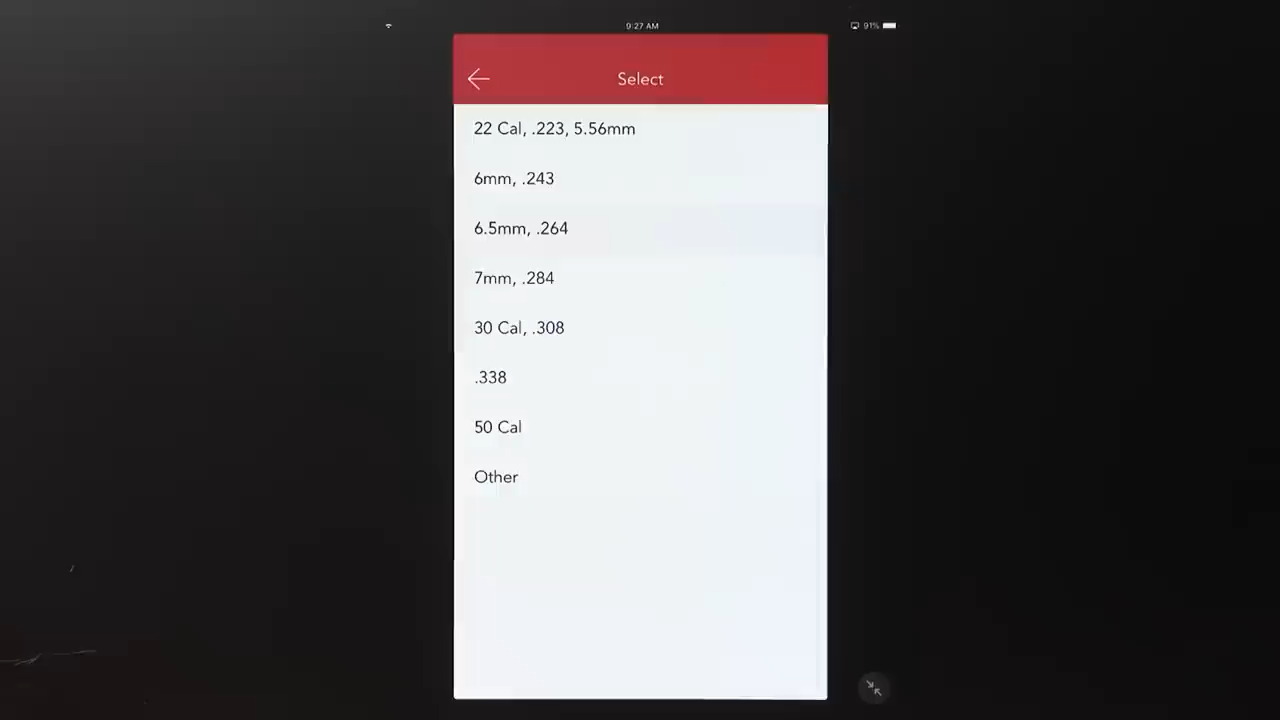 9:27 AM
91%
Select
22 Cal, .223, 5.56mm
6mm, .243
6.5mm, .264
7mm, .284
30 Cal, .308
.338
50 Cal
Other